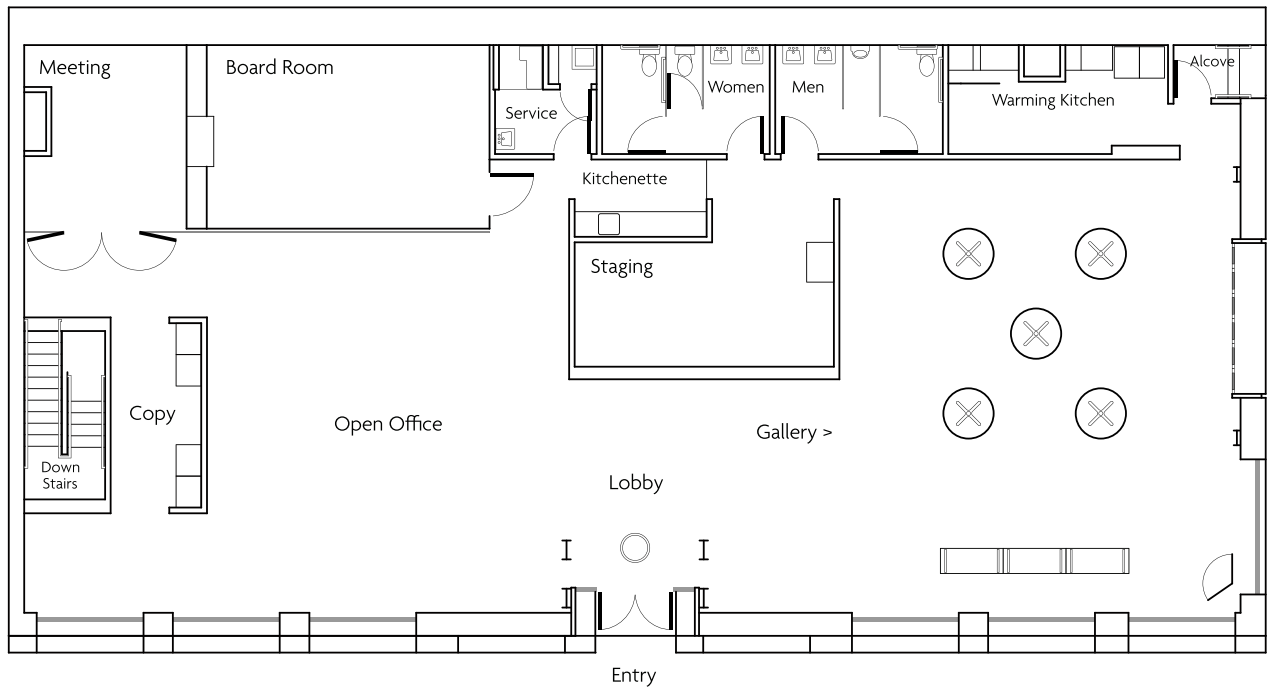 Meeting
Board Room
Alcove
Women
Men
Service
Warming Kitchen
Kitchenette
Staging
Copy
Open Office
Gallery >
Down
Stairs
Lobby
Entry